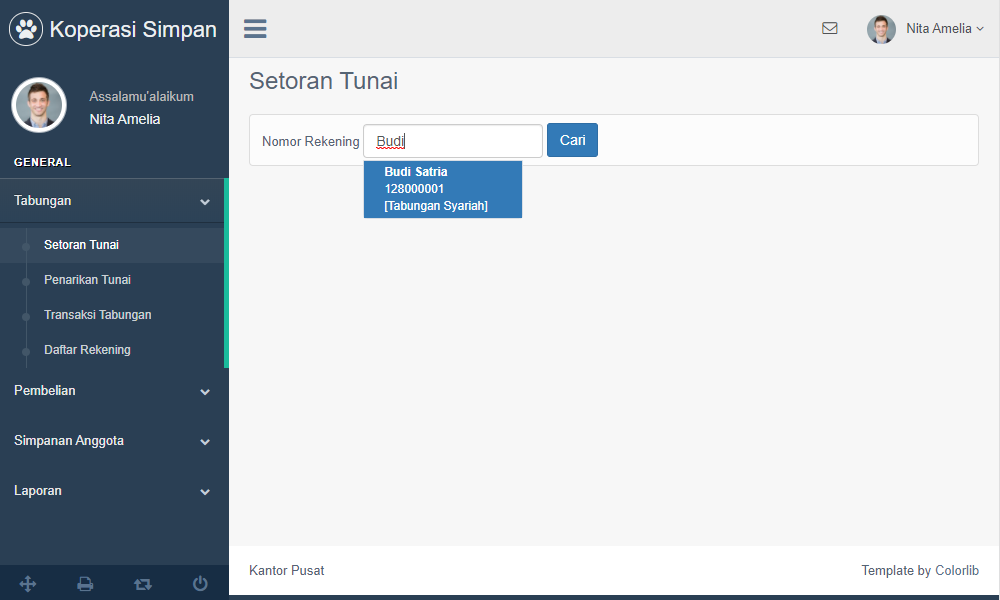 Koperasi Simpan
Nita Amelia
Assalamu'alaikum
Nita Amelia
GENERAL
Tabungan
Setoran Tunai
Penarikan Tunai
Transaksi Tabungan
Daftar Rekening
Pembelian
Simpanan Anggota
Laporan
Setoran Tunai
Nomor Rekening Budi Cari
Budi Satria
128000001
[Tabungan Syariah]
Kantor Pusat
Template by Colorlib